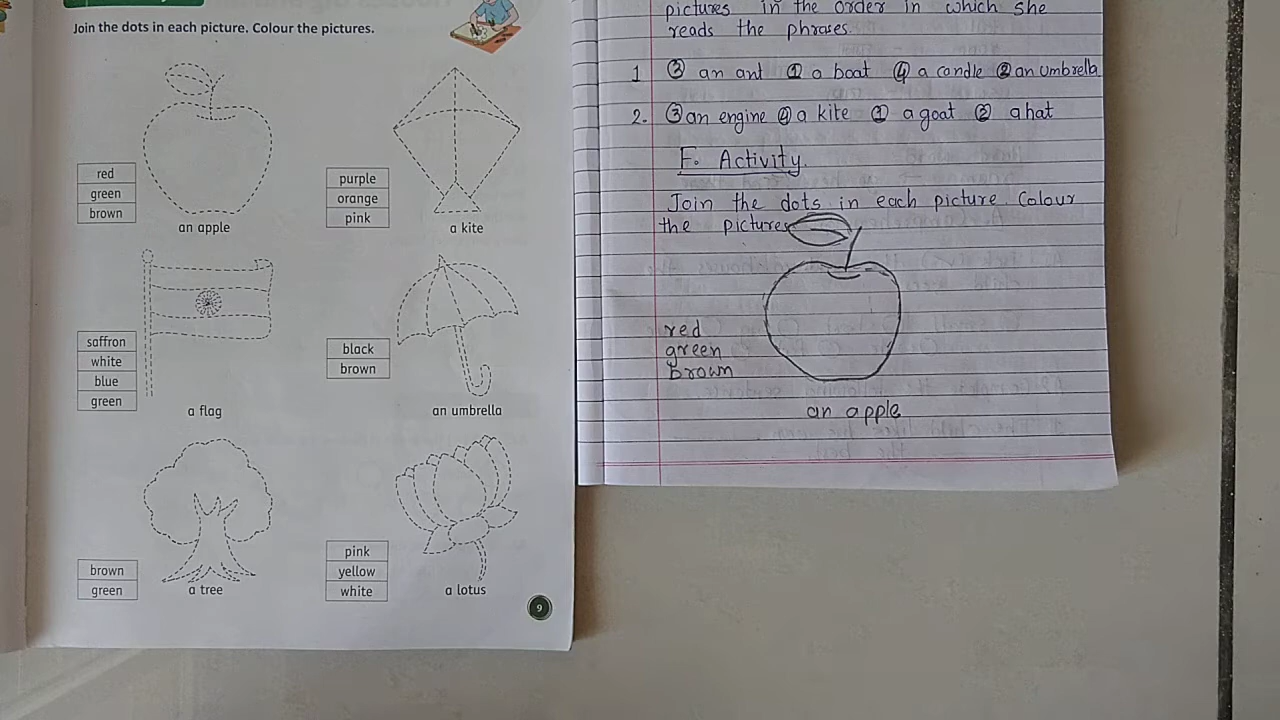 Join the dots in each picture. Colour the pictures.
red
green
brown
an apple
purple
orange
pink
a kite
saffron
white
blue
green
a flag
black
brown
an umbrella
brown
green
a tree
pink
yellow
white
a lotus
9
pictures in the order in which she
reads the phrases.
1 ③ an ant ① a boat ④ a candle ② an umbrella
2. ③ an engine ④ a kite ① a goat ② a hat
F. Activity.
Join the dots in each picture. Colour
the pictures
red
green
brown
an apple